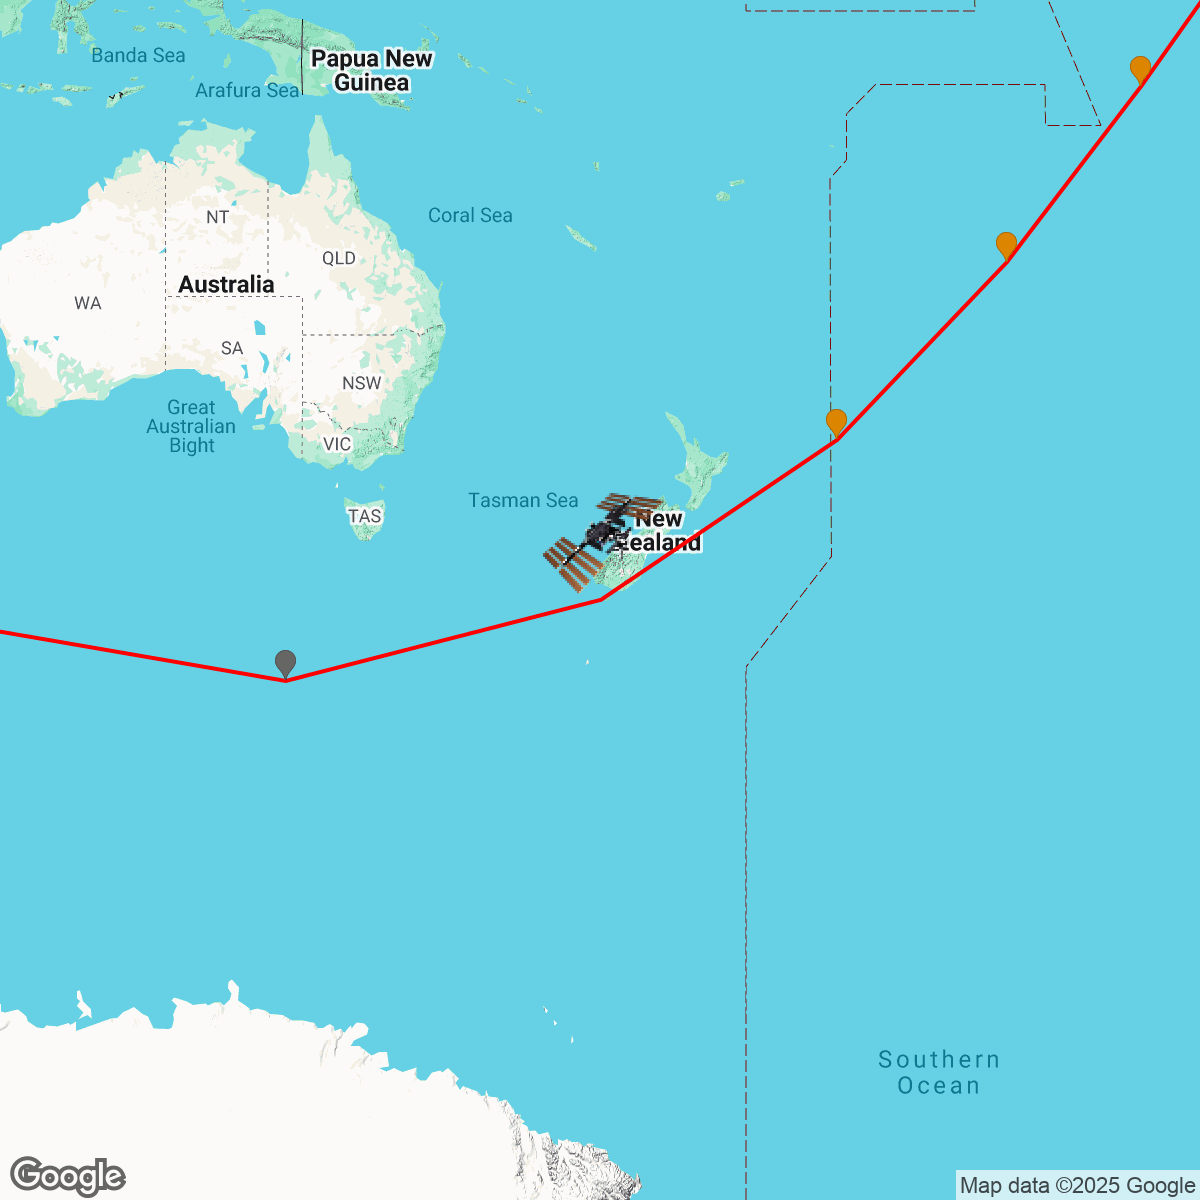 Banda Sea
Papua New
Guinea
Arafura Sea
NT
Coral Sea
QLD
Australia
WA
SA
NSW
Great
Australian
Bight
VIC
Tasman Sea
TAS
New
Zealand
Southern
Ocean
Google
Map data ©2025 Google